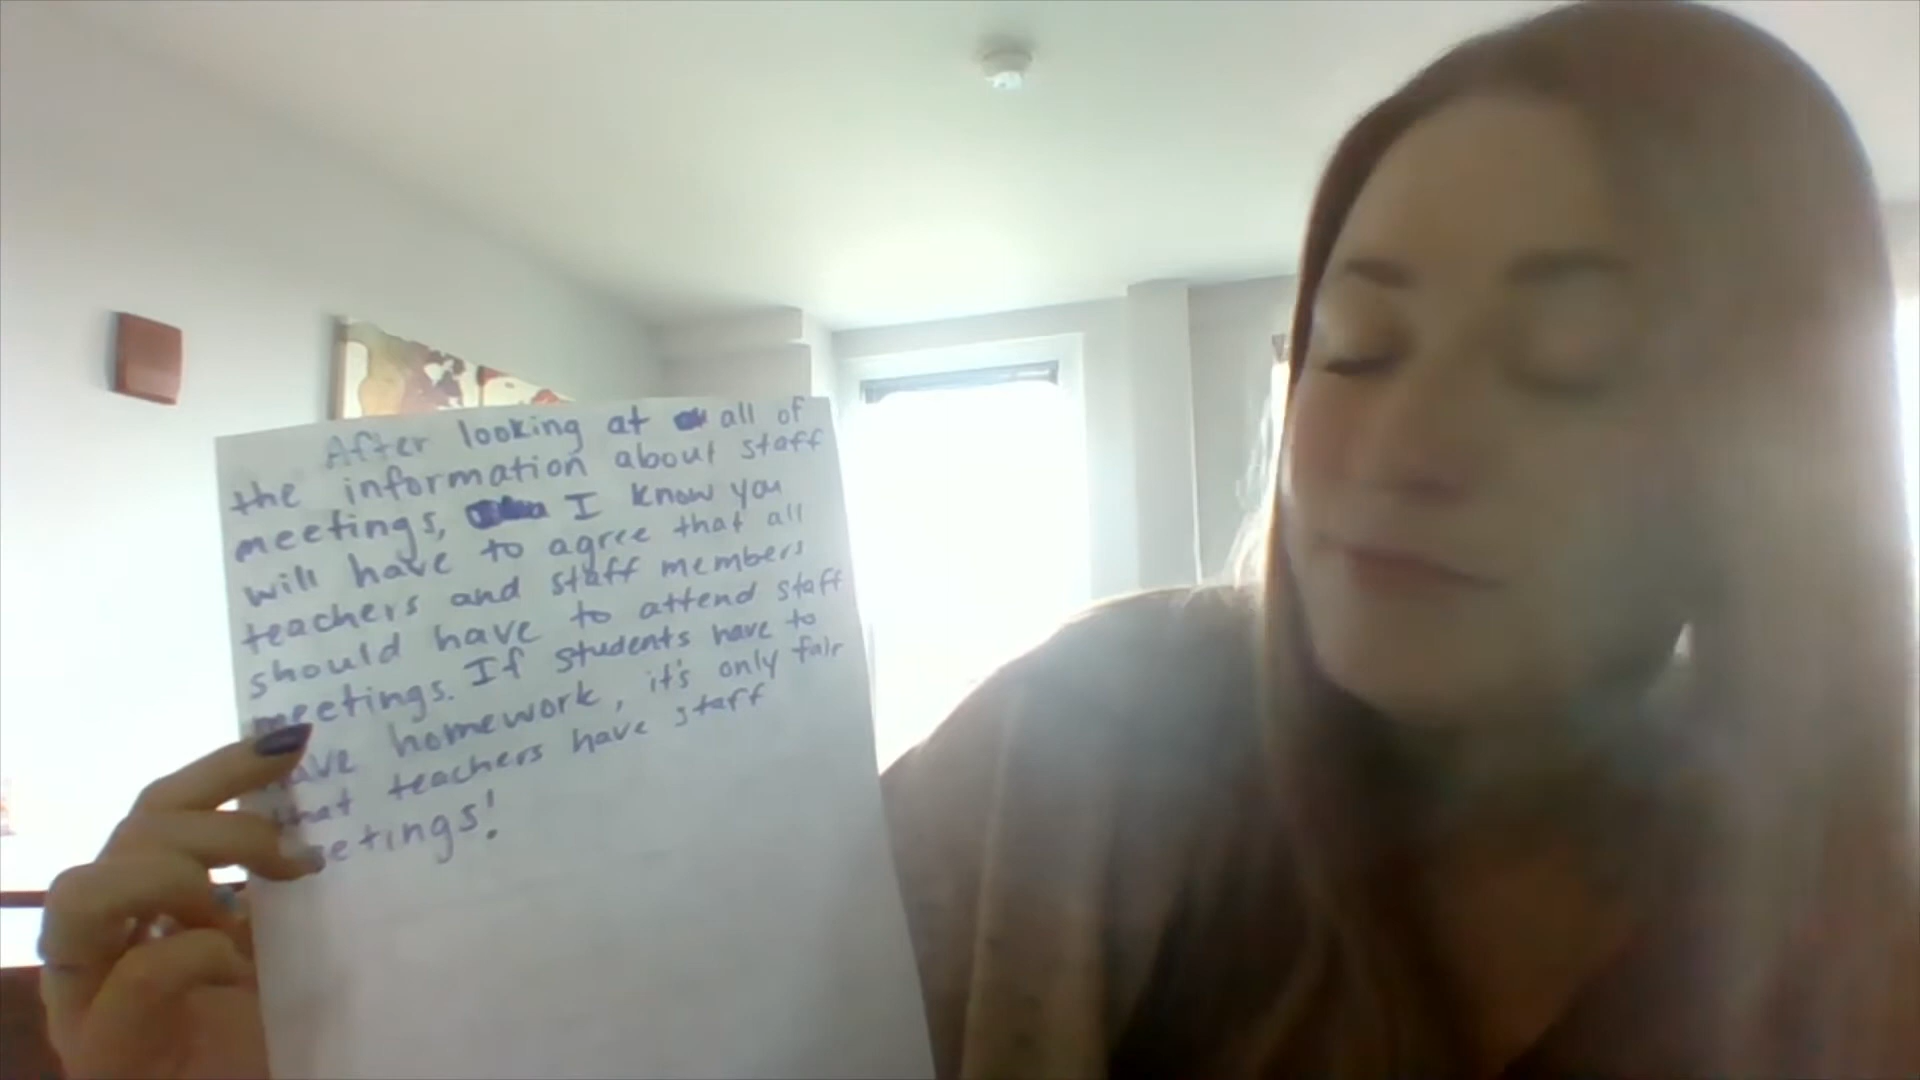 After looking at all of
the information about staff
meetings, I know you
will have to agree that all
teachers and staff members
should have to attend staff
meetings. If students have to
have homework, it's only fair
that teachers have staff
meetings!